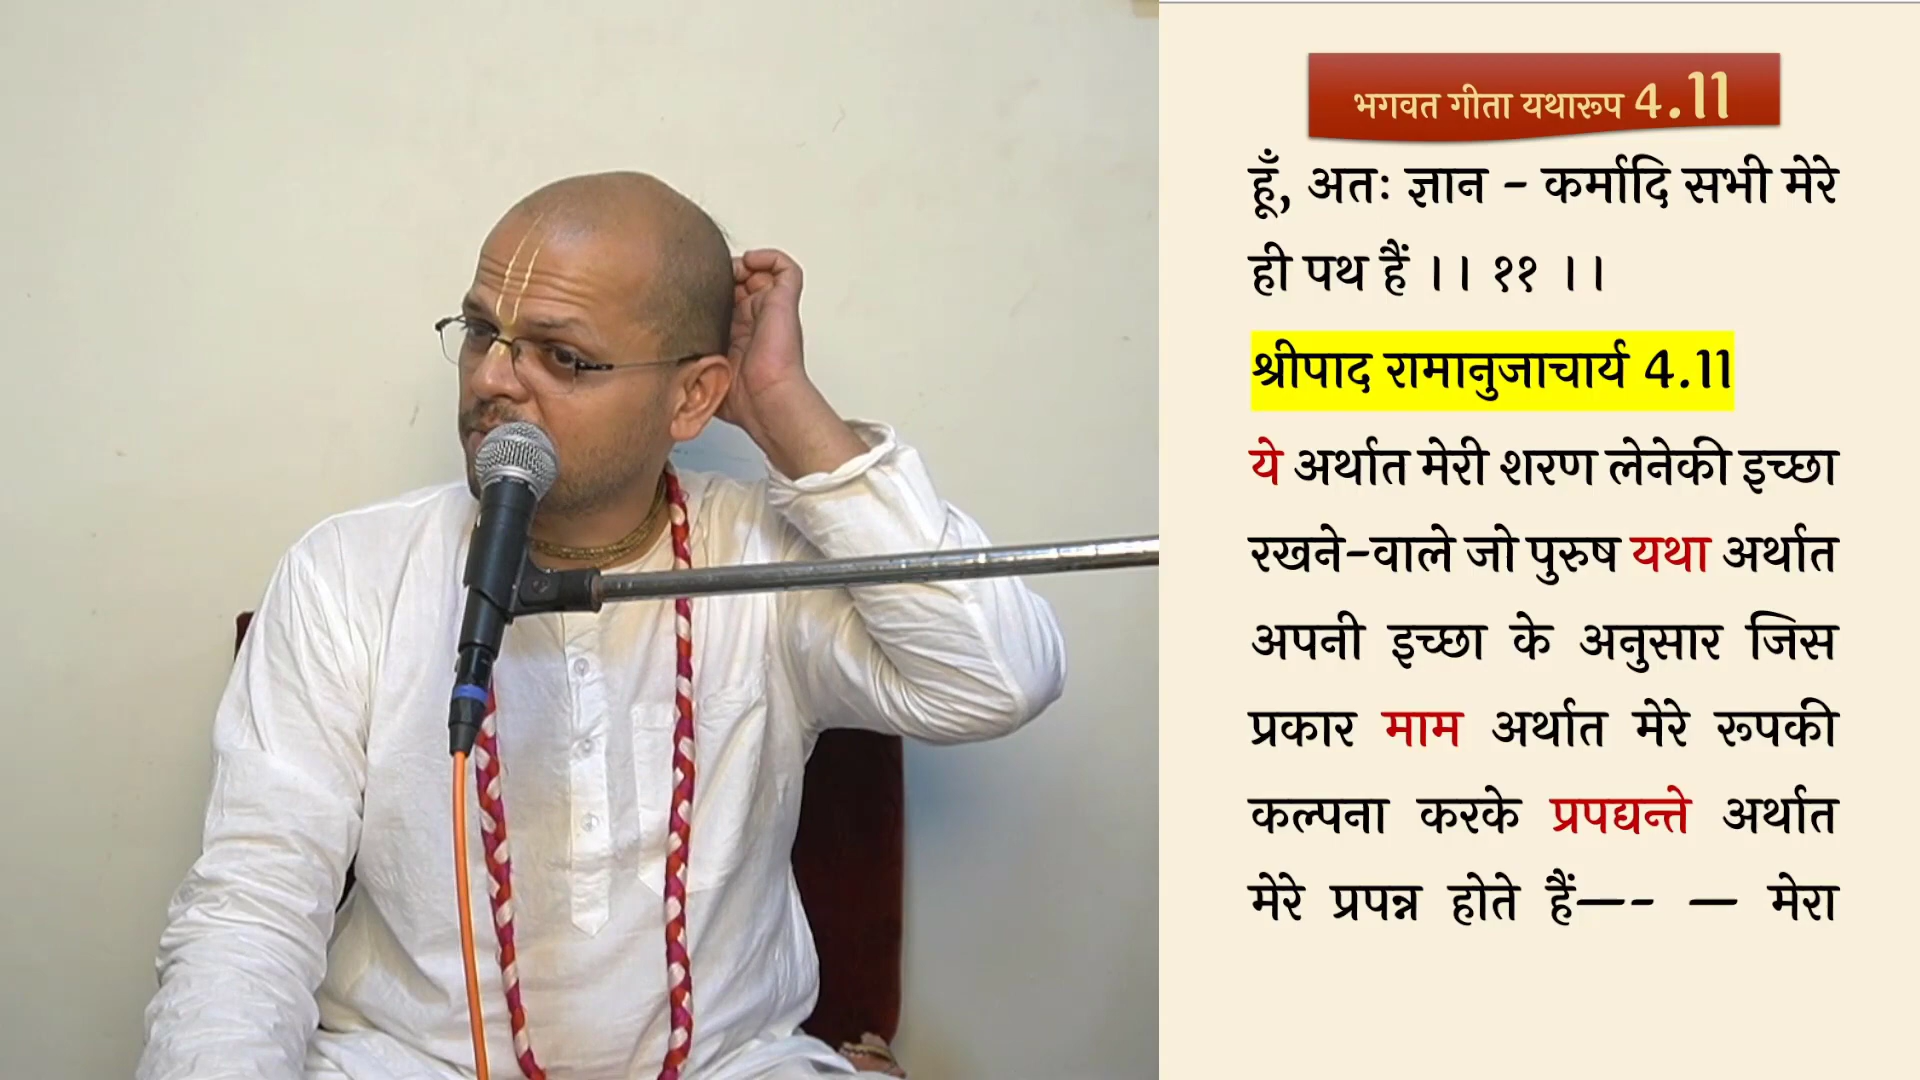 भगवत गीता यथारूप 4.11
हूँ, अतः ज्ञान - कर्मादि सभी मेरे
ही पथ हैं ।। ११ ।।
श्रीपाद रामानुजाचार्य 4.11
ये अर्थात मेरी शरण लेनेकी इच्छा
रखने-वाले जो पुरुष यथा अर्थात
अपनी इच्छा के अनुसार जिस
प्रकार माम अर्थात मेरे रूपकी
कल्पना करके प्रपद्यन्ते अर्थात
मेरे प्रपन्न होते हैं—- — मेरा